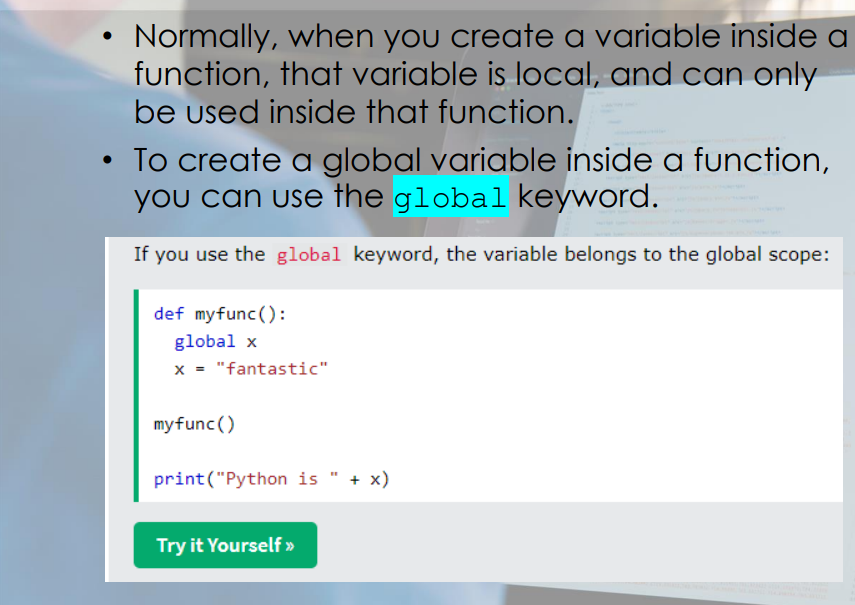 • Normally, when you create a variable inside a
function, that variable is local, and can only
be used inside that function.
• To create a global variable inside a function,
you can use the global keyword.
If you use the global keyword, the variable belongs to the global scope:
def myfunc():
  global x
  x = "fantastic"
myfunc()
print("Python is " + x)
Try it Yourself »